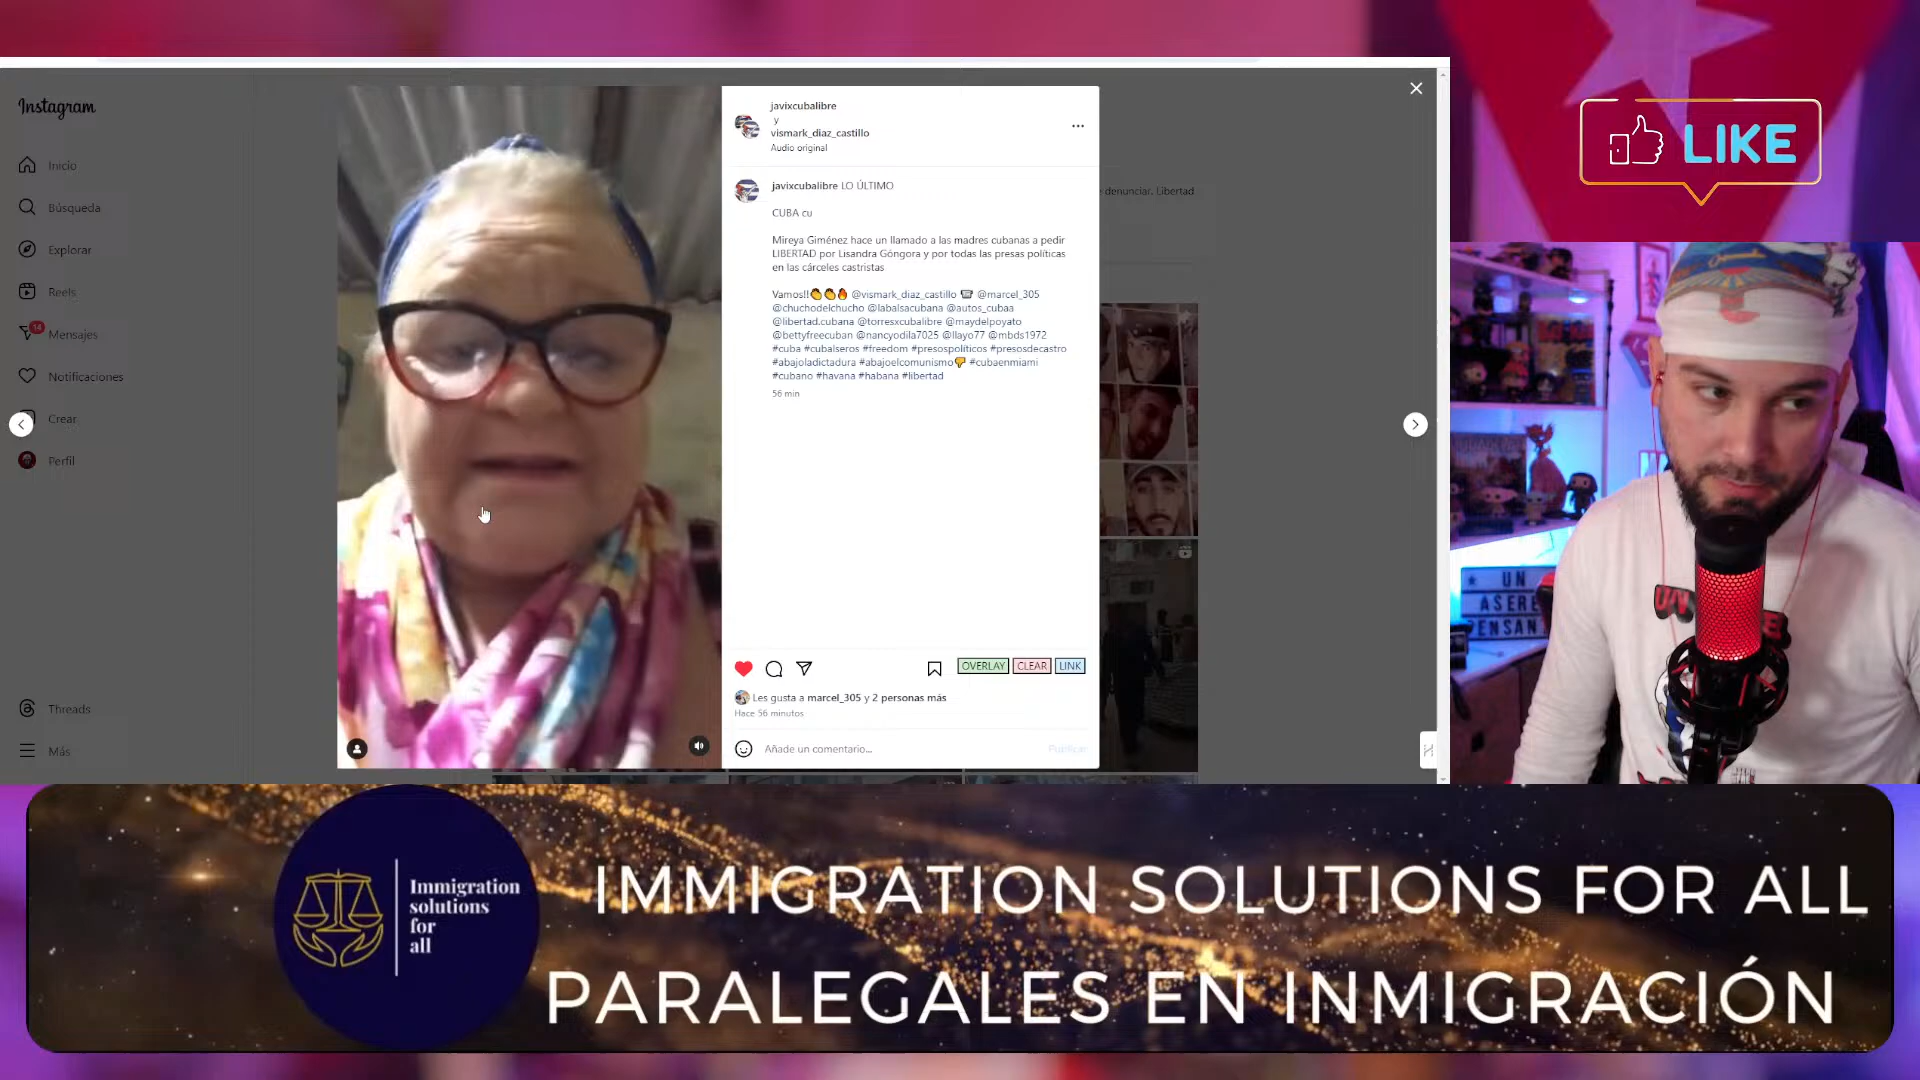 Instagram
Inicio
Búsqueda
Explorar
Reels
14
Mensajes
Notificaciones
Crear
Perfil
Threads
Más
javixcubalibre
y
vismark_diaz_castillo
Audio original
javixcubalibre LO ÚLTIMO
CUBA cu
Mireya Giménez hace un llamado a las madres cubanas a pedir
LIBERTAD por Lisandra Góngora y por todas las presas políticas
en las cárceles castristas
Vamos!!👏👏🔥 @vismark_diaz_castillo @marcel_305
@chuchodelchucho @labalsacubana @autos_cubaa
@libertad.cubana @torresxcubalibre @maydelpoyato
@bettyfreecuban @nancyodila7025 @llayo77 @mbds1972
#cuba #cubalseros #freedom #presospolíticos #presosdecastro
#abajoladictadura #abajoelcomunismo👎 #cubaenmiami
#cubano #havana #habana #libertad
56 min
OVERLAY CLEAR LINK
Les gusta a marcel_305 y 2 personas más
Hace 56 minutos
Añade un comentario...
Publicar
denunciar. Libertad
LIKE
UN
ASERE
PENSAN
Immigration
solutions
for
all
IMMIGRATION SOLUTIONS FOR ALL
PARALEGALES EN INMIGRACIÓN